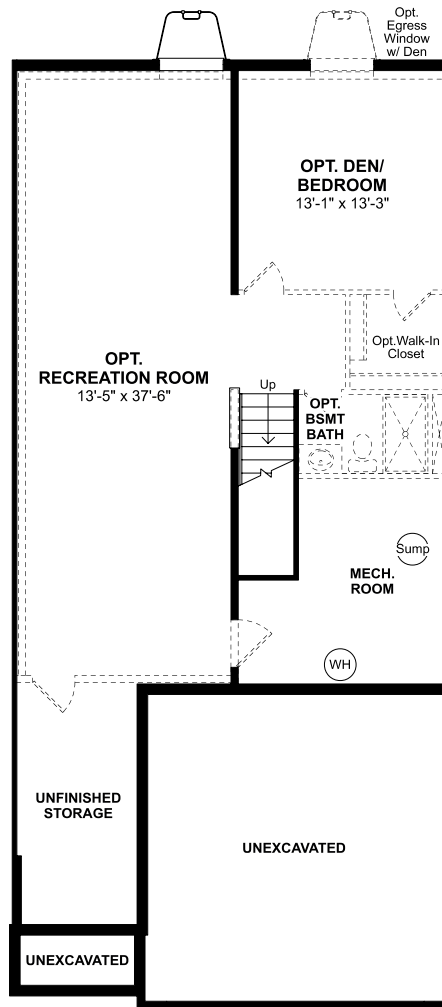 Opt.
Egress
Window
w/ Den
OPT. DEN/
BEDROOM
13'-1" x 13'-3"
Opt.Walk-In
Closet
OPT.
RECREATION ROOM
13'-5" x 37'-6"
Up
OPT.
BSMT
BATH
Sump
MECH.
ROOM
WH
UNFINISHED
STORAGE
UNEXCAVATED
UNEXCAVATED